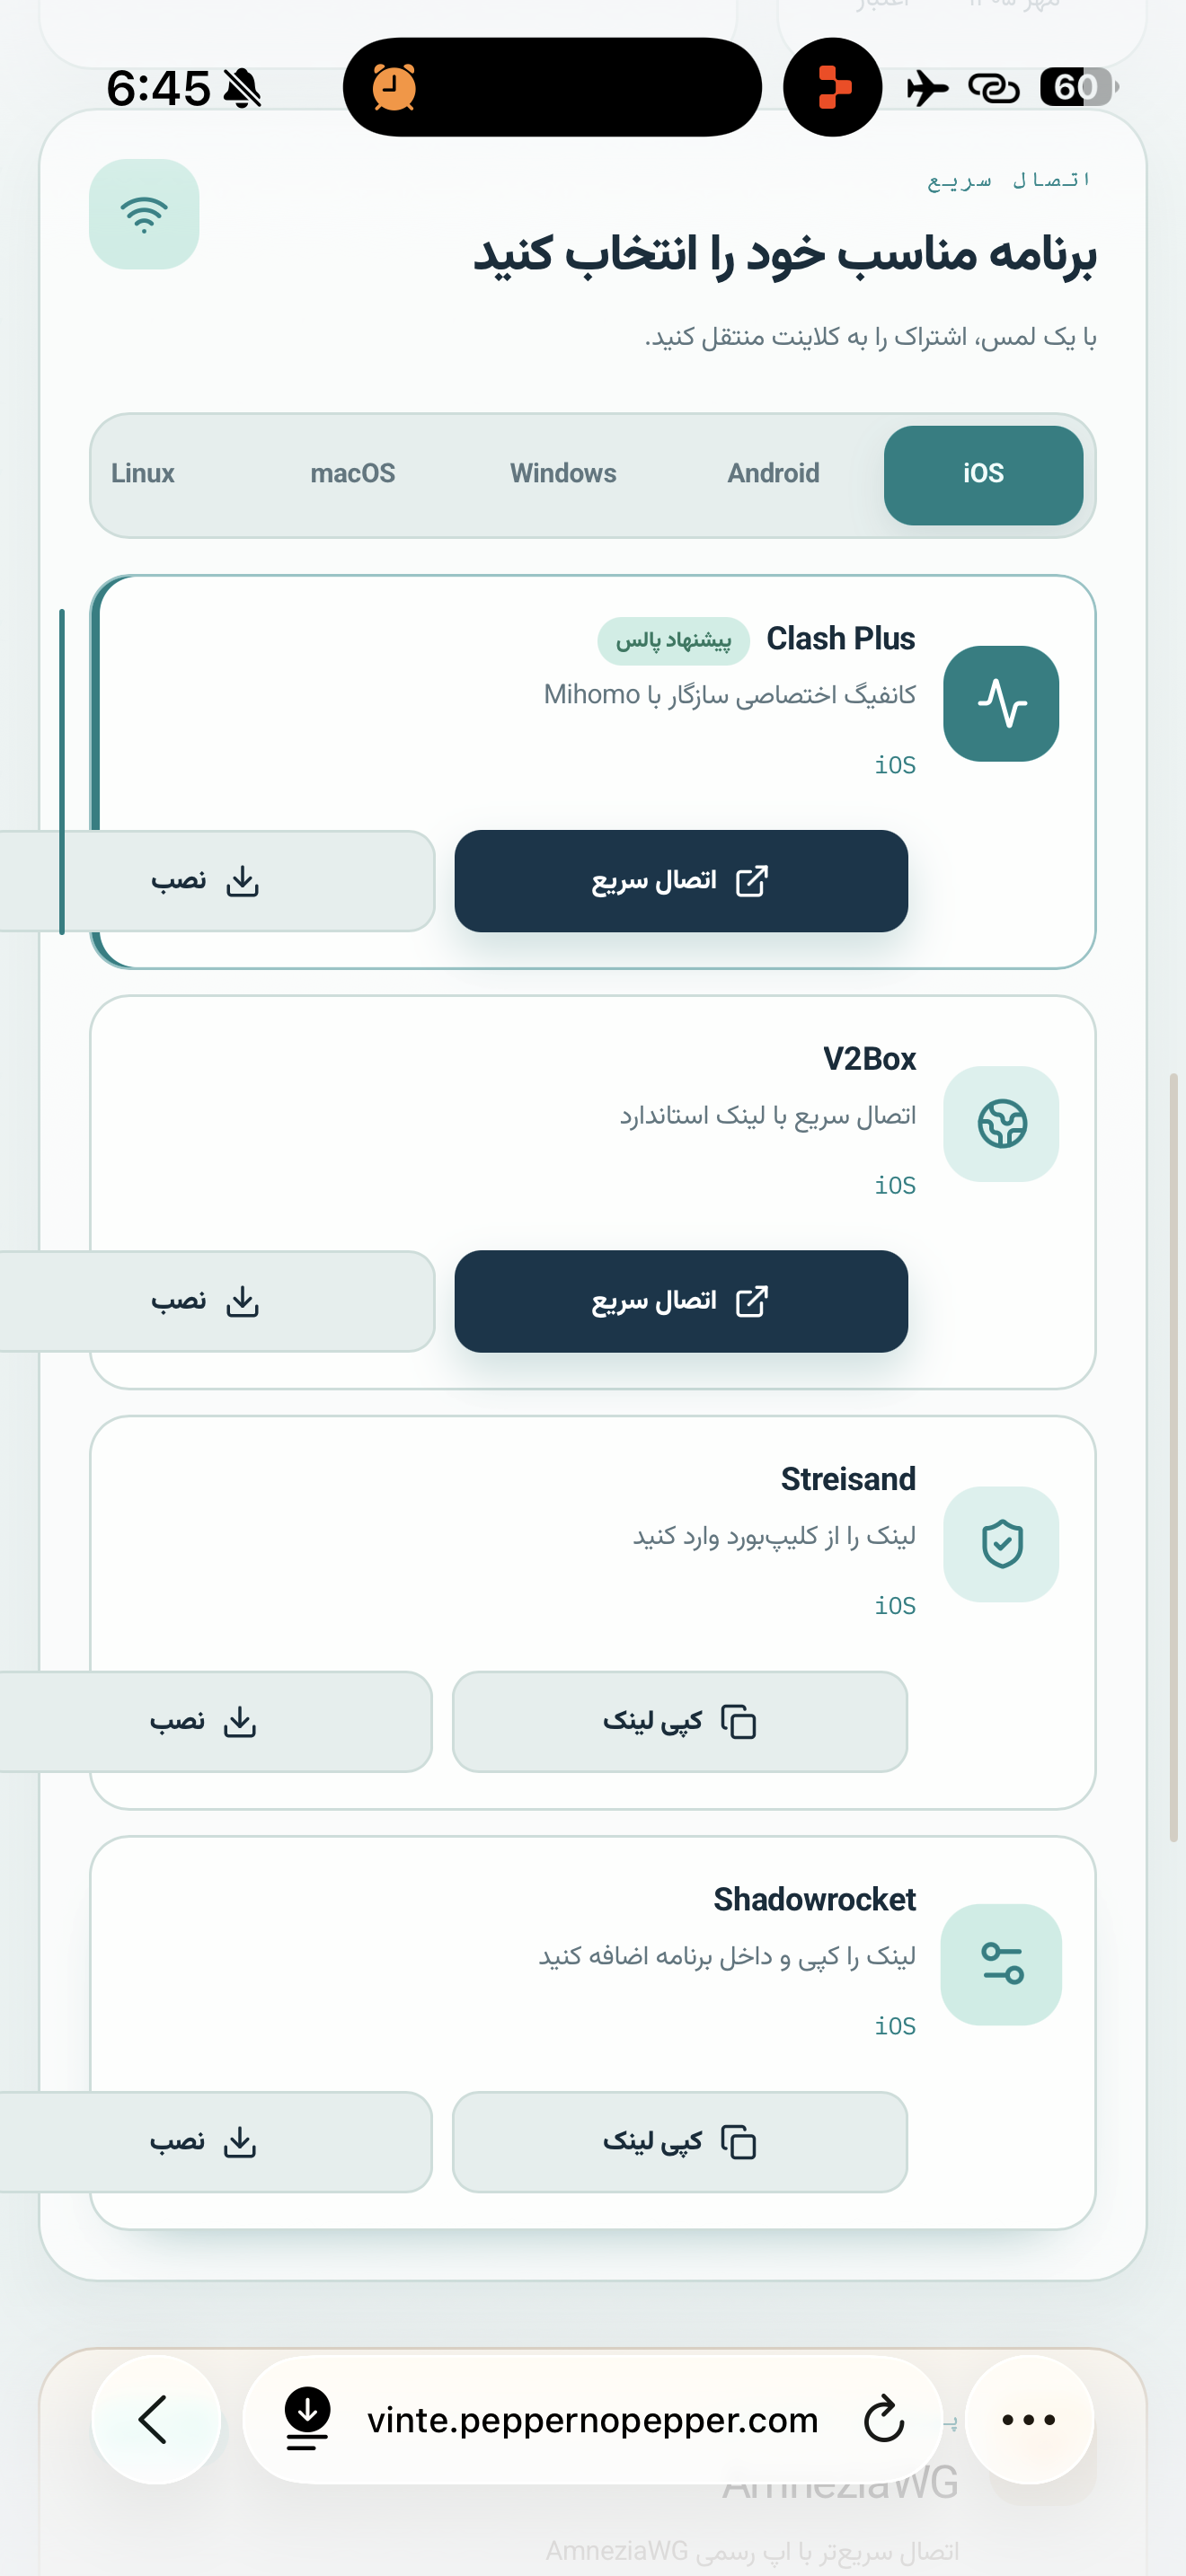 مهر ۱۴۰۵ اعتبار
6:45
60
اتصال سریع
برنامه مناسب خود را انتخاب کنید
با یک لمس، اشتراک را به کلاینت منتقل کنید.
iOS Android Windows macOS Linux
Clash Plus پیشنهاد پالس
کانفیگ اختصاصی سازگار با Mihomo
iOS
اتصال سریع نصب
V2Box
اتصال سریع با لینک استاندارد
iOS
اتصال سریع نصب
Streisand
لینک را از کلیپ‌بورد وارد کنید
iOS
کپی لینک نصب
Shadowrocket
لینک را کپی و داخل برنامه اضافه کنید
iOS
کپی لینک نصب
vinte.peppernopepper.com
AmneziaWG
اتصال سریع‌تر با اپ رسمی AmneziaWG